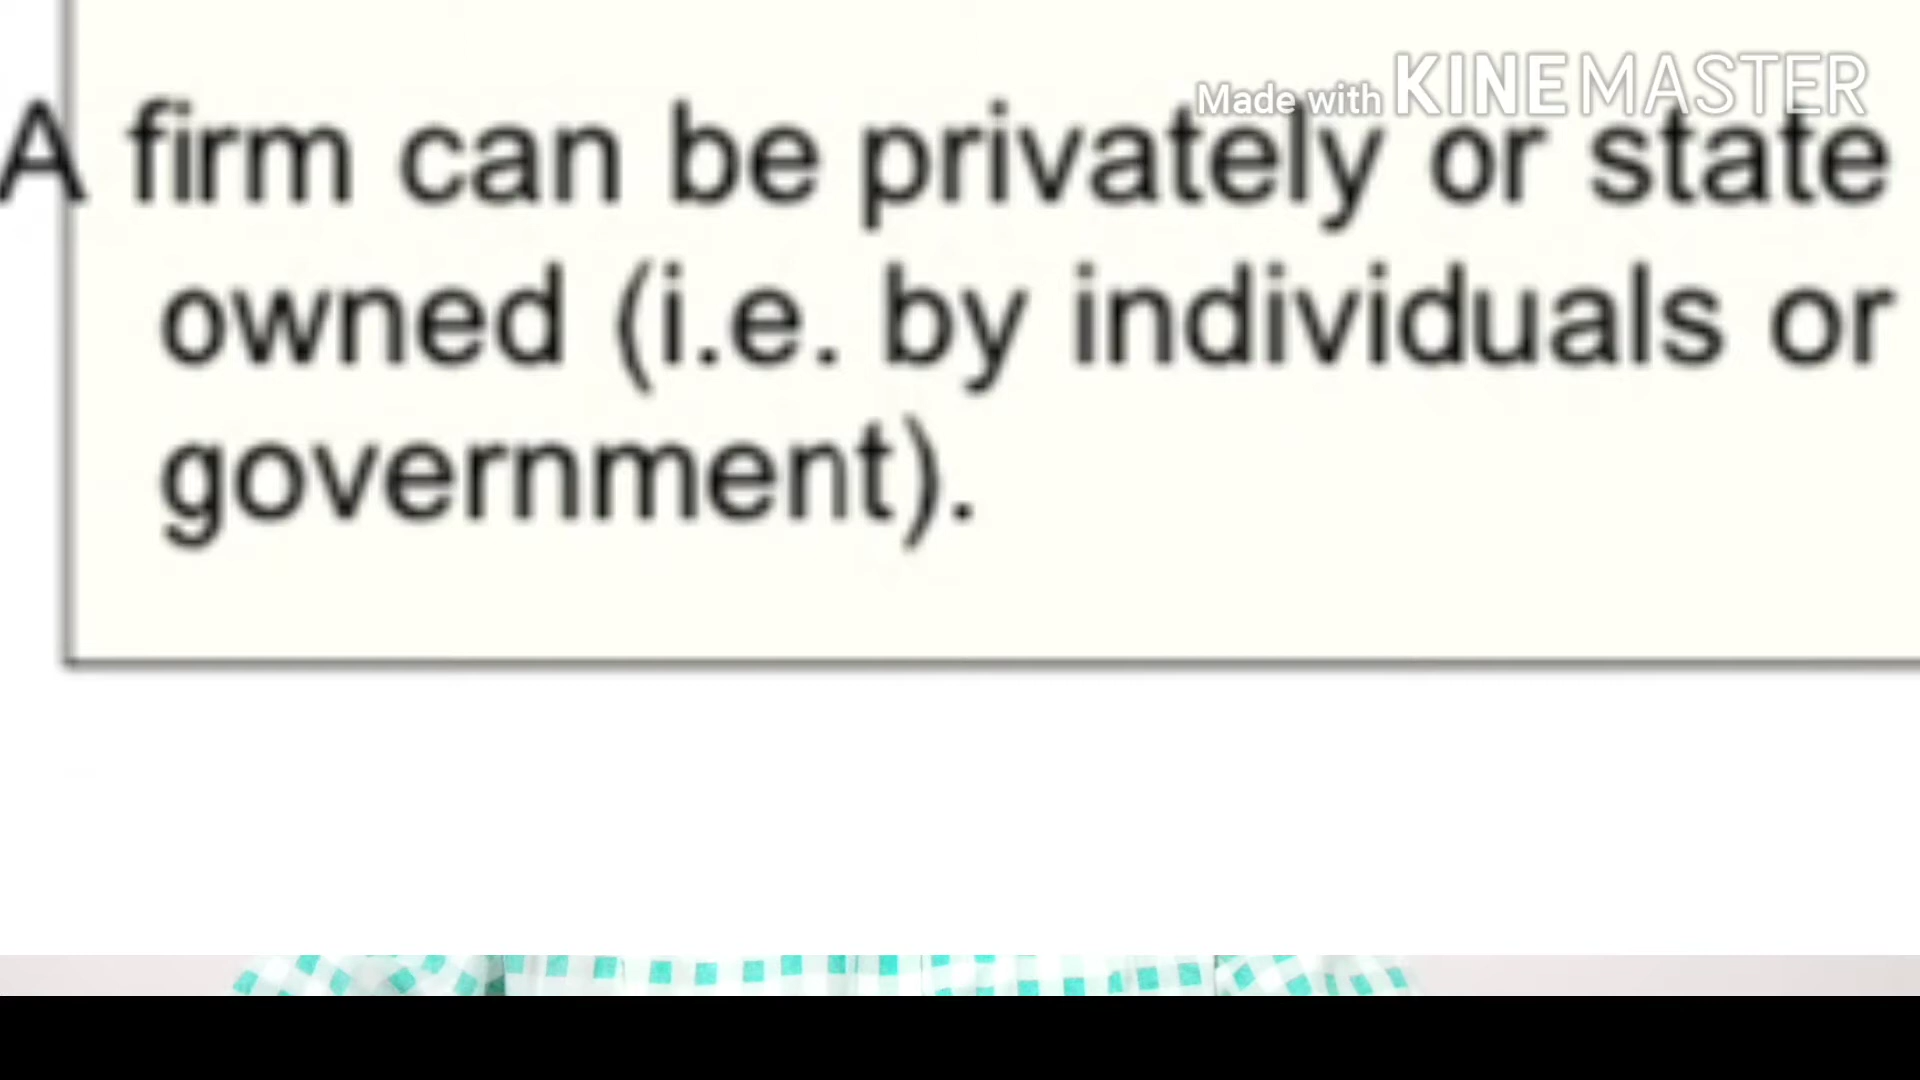 Made with KINEMASTER
A firm can be privately or state
owned (i.e. by individuals or
government).